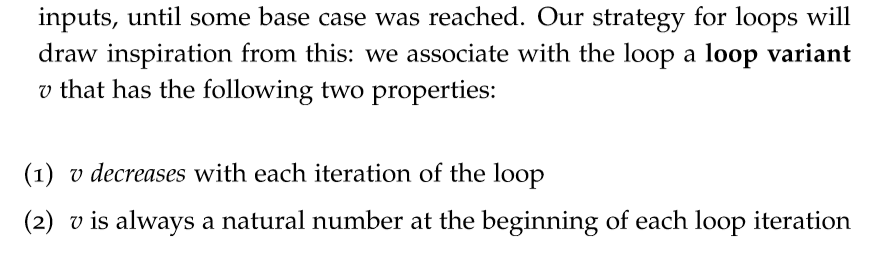 inputs, until some base case was reached. Our strategy for loops will
draw inspiration from this: we associate with the loop a loop variant
v that has the following two properties:
(1) v decreases with each iteration of the loop
(2) v is always a natural number at the beginning of each loop iteration